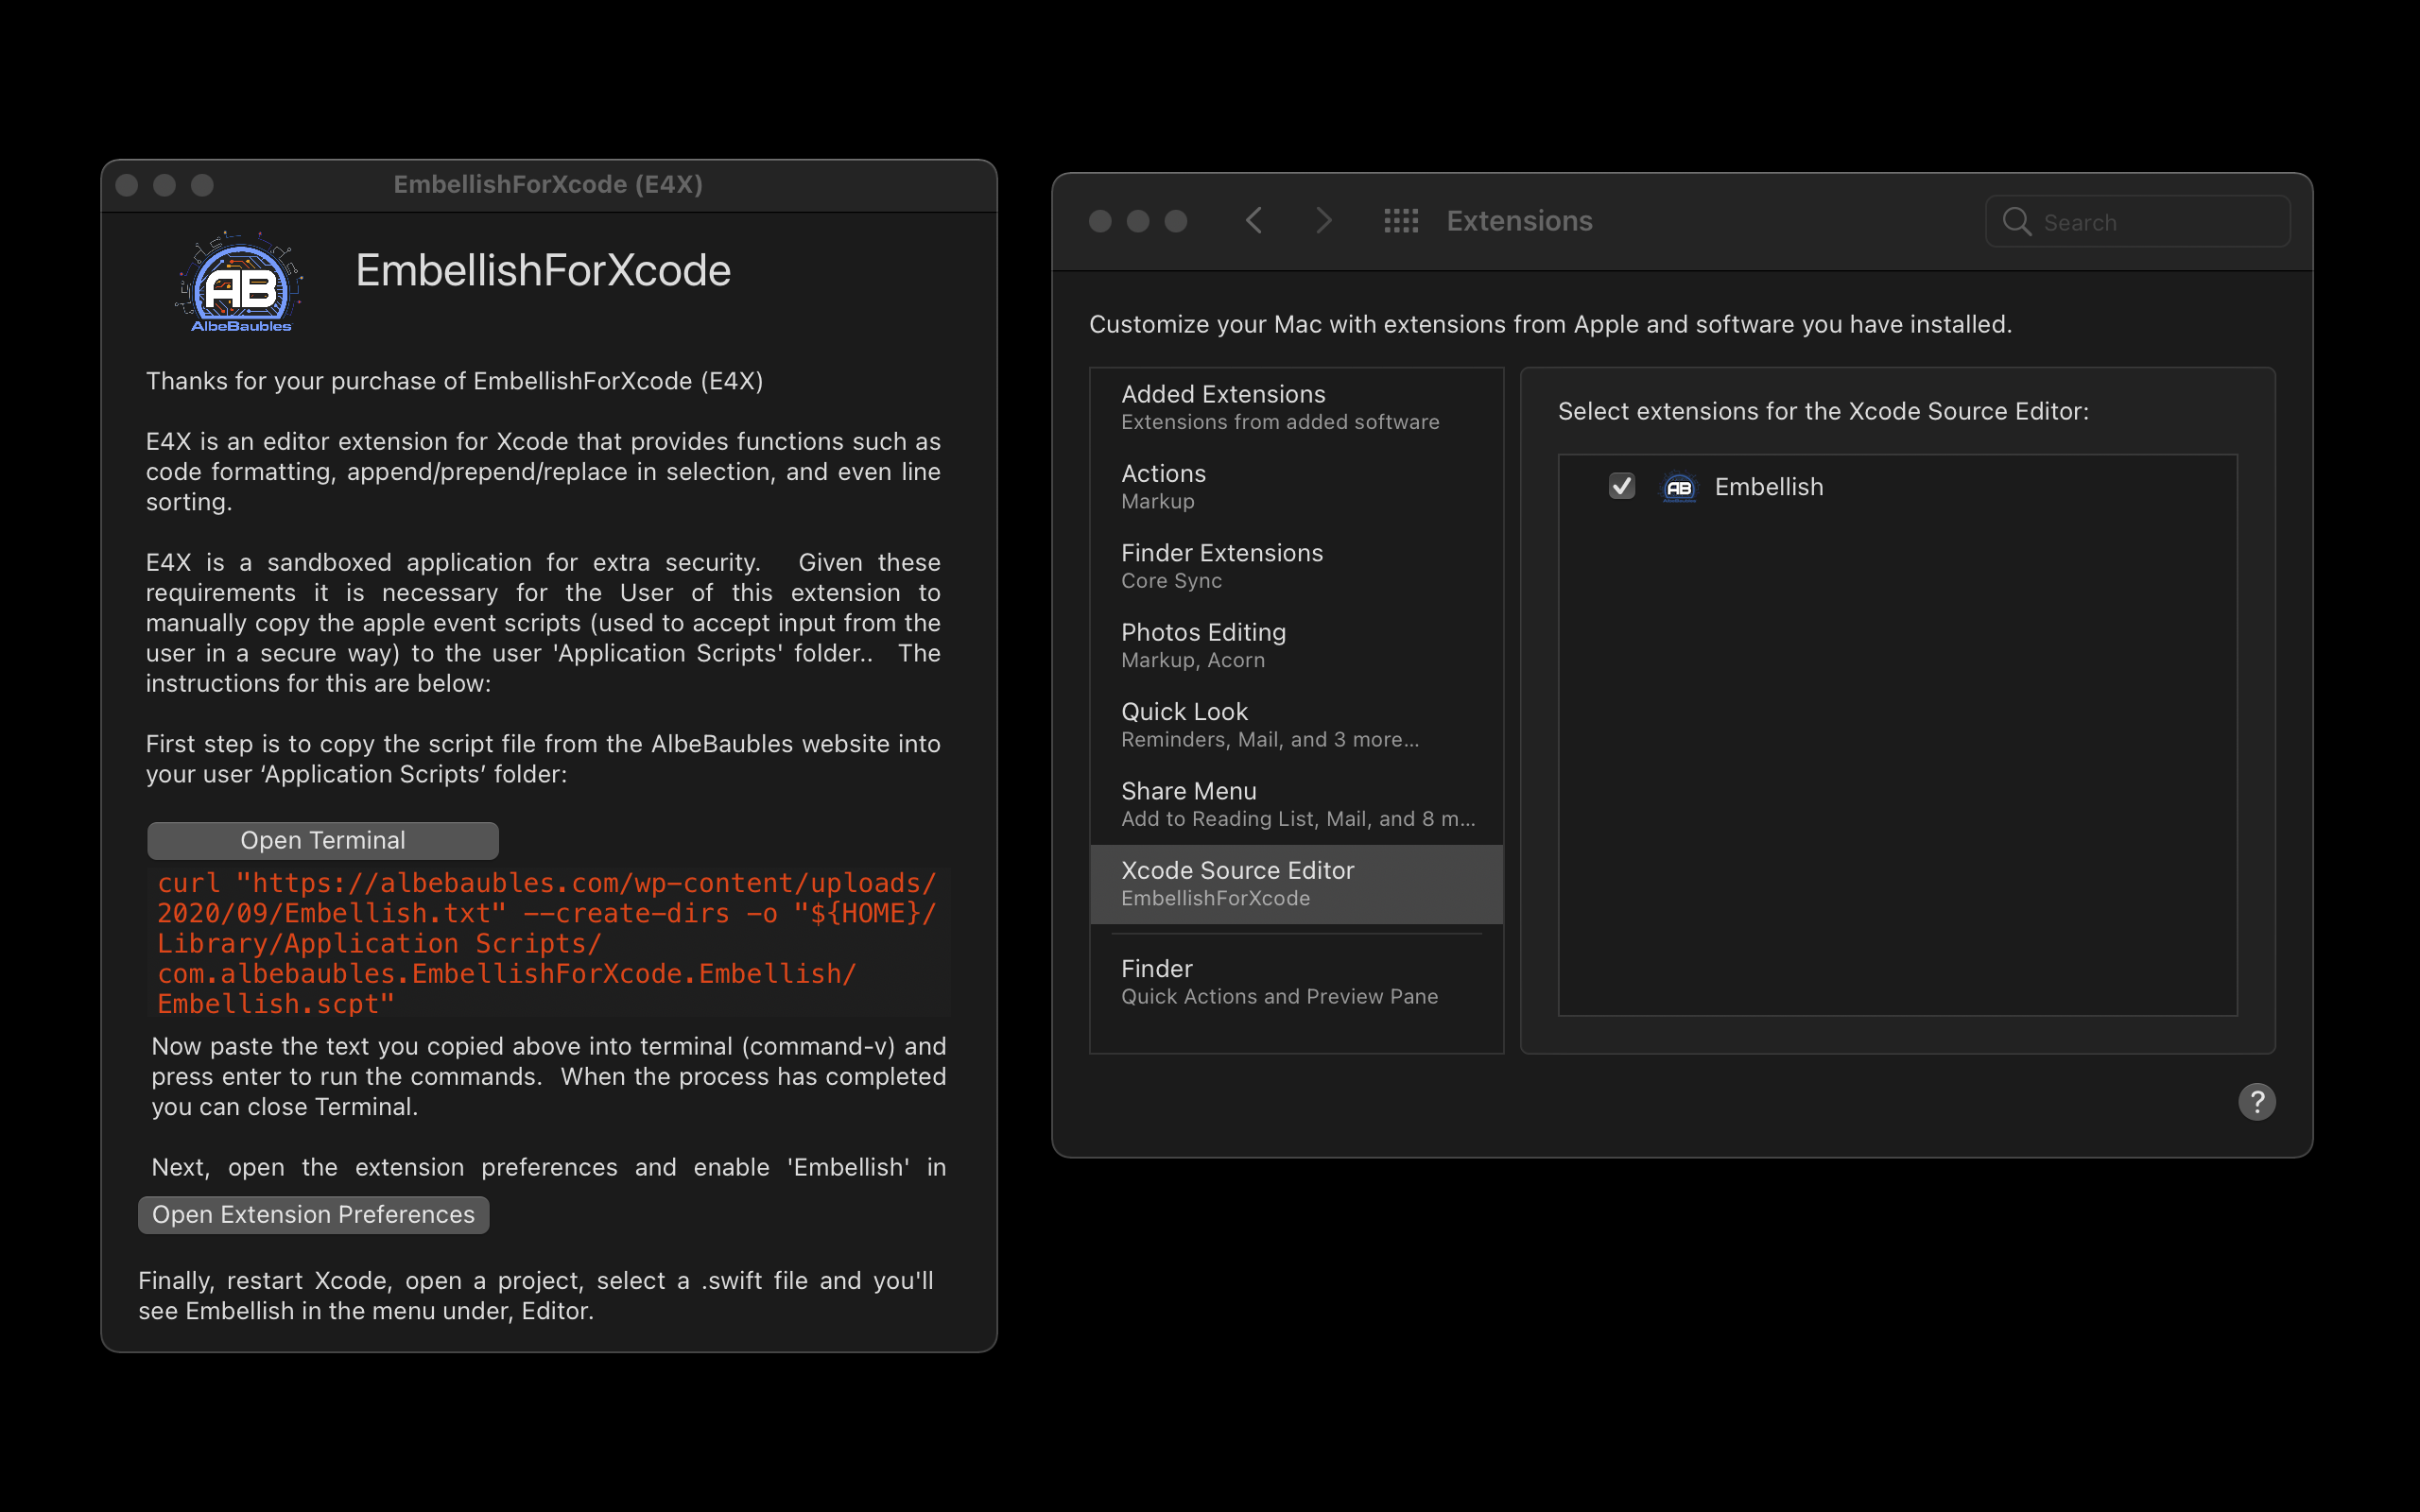 EmbellishForXcode (E4X)
AB
AlbeBaubles
EmbellishForXcode
Thanks for your purchase of EmbellishForXcode (E4X)
E4X is an editor extension for Xcode that provides functions such as
code formatting, append/prepend/replace in selection, and even line
sorting.
E4X is a sandboxed application for extra security.  Given these
requirements it is necessary for the User of this extension to
manually copy the apple event scripts (used to accept input from the
user in a secure way) to the user 'Application Scripts' folder..  The
instructions for this are below:
First step is to copy the script file from the AlbeBaubles website into
your user ‘Application Scripts’ folder:
Open Terminal
curl "https://albebaubles.com/wp-content/uploads/
2020/09/Embellish.txt" --create-dirs -o "${HOME}/
Library/Application Scripts/
com.albebaubles.EmbellishForXcode.Embellish/
Embellish.scpt"
Now paste the text you copied above into terminal (command-v) and
press enter to run the commands.  When the process has completed
you can close Terminal.
Next, open the extension preferences and enable 'Embellish' in
Open Extension Preferences
Finally, restart Xcode, open a project, select a .swift file and you'll
see Embellish in the menu under, Editor.
Extensions
Search
Customize your Mac with extensions from Apple and software you have installed.
Added Extensions
Extensions from added software
Actions
Markup
Finder Extensions
Core Sync
Photos Editing
Markup, Acorn
Quick Look
Reminders, Mail, and 3 more...
Share Menu
Add to Reading List, Mail, and 8 m...
Xcode Source Editor
EmbellishForXcode
Finder
Quick Actions and Preview Pane
Select extensions for the Xcode Source Editor:
AB
Embellish
?